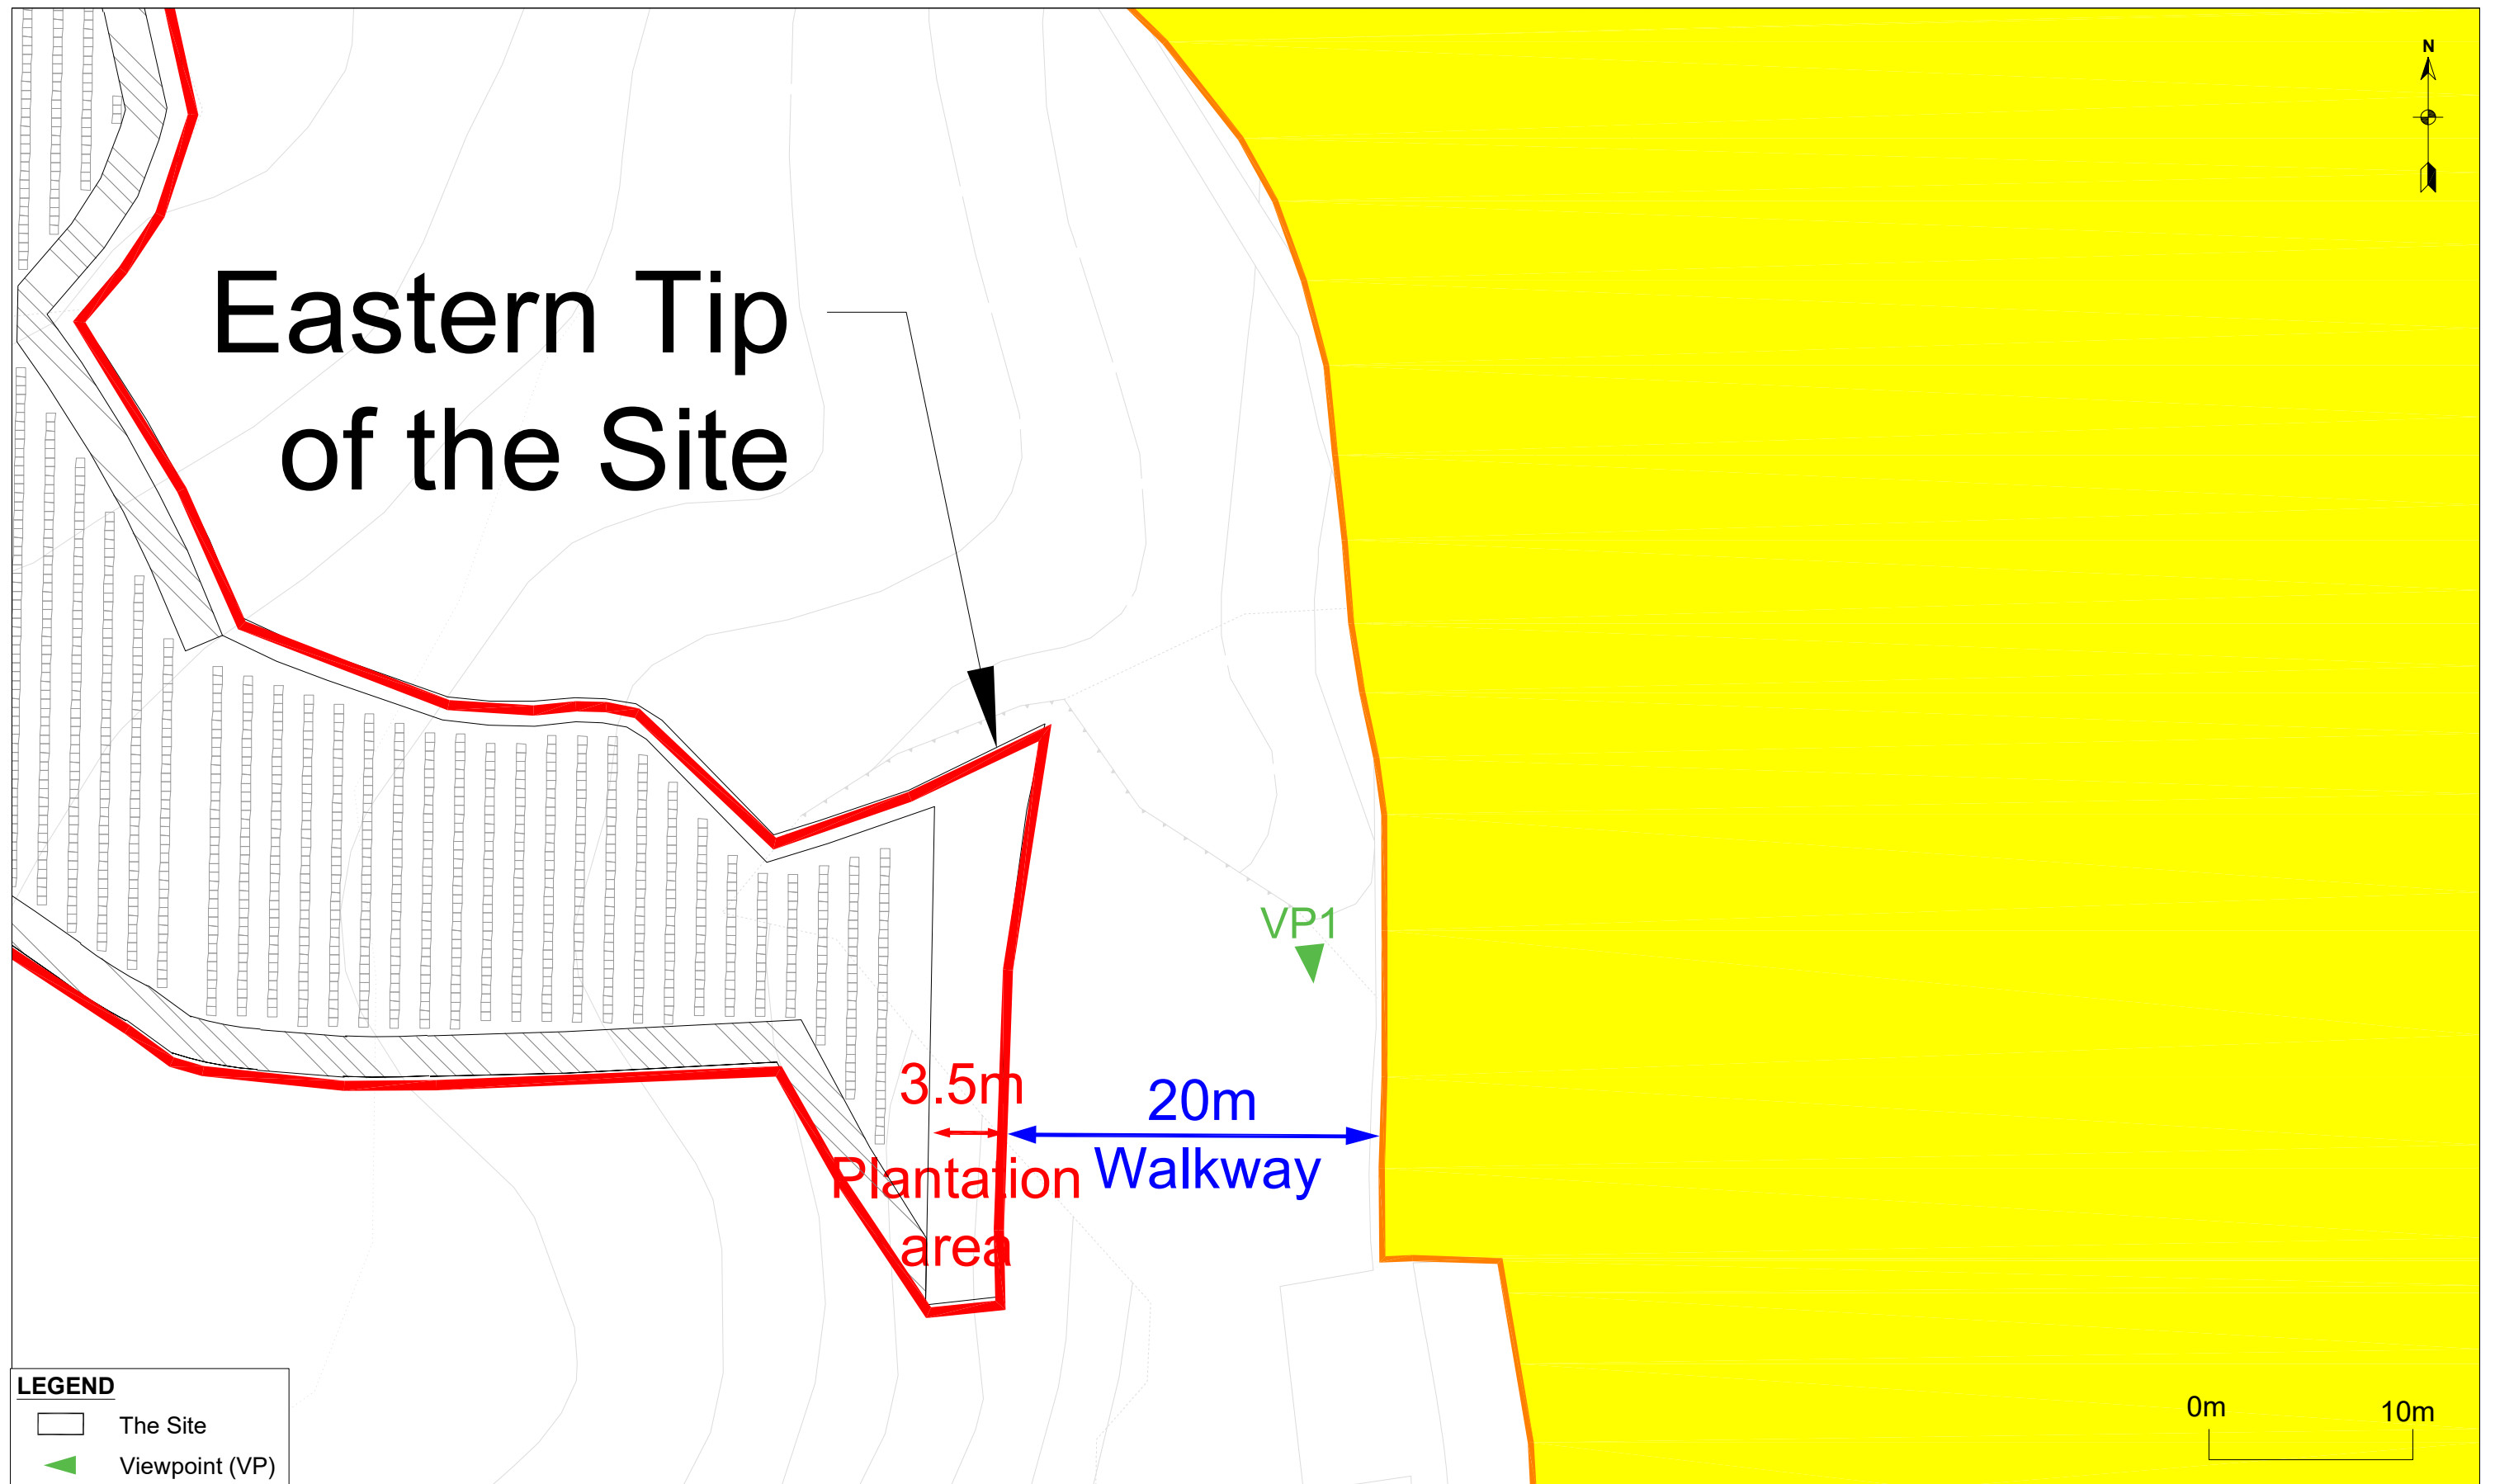 N
Eastern Tip
of the Site
VP1
3.5m
Plantation
area
20m
Walkway
LEGEND
The Site
Viewpoint (VP)
0m
10m